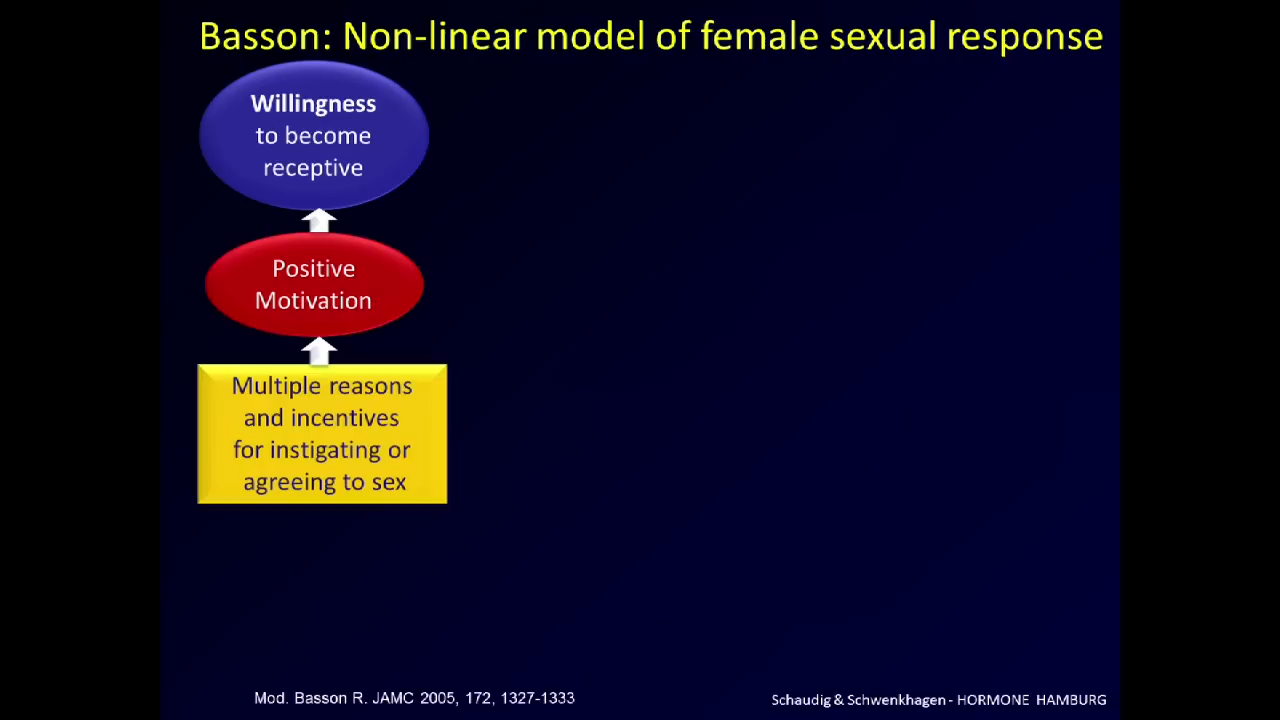 Basson: Non-linear model of female sexual response
Willingness
to become
receptive
Positive
Motivation
Multiple reasons
and incentives
for instigating or
agreeing to sex
Mod. Basson R. JAMC 2005, 172, 1327-1333
Schaudig & Schwenkhagen - HORMONE HAMBURG